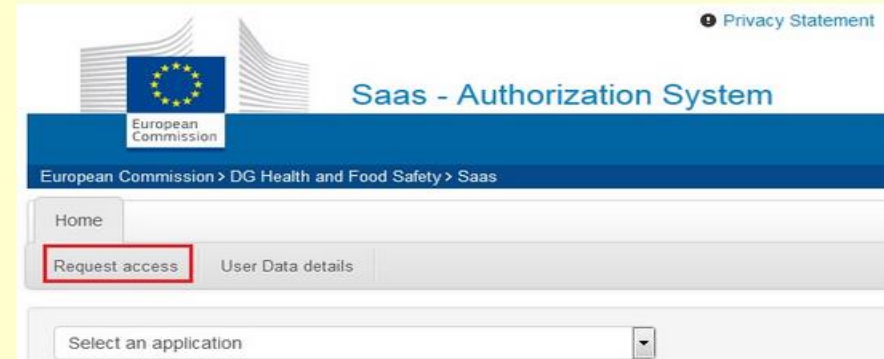 Privacy Statement
Saas - Authorization System
European
Commission
European Commission > DG Health and Food Safety > Saas
Home
Request access User Data details
Select an application